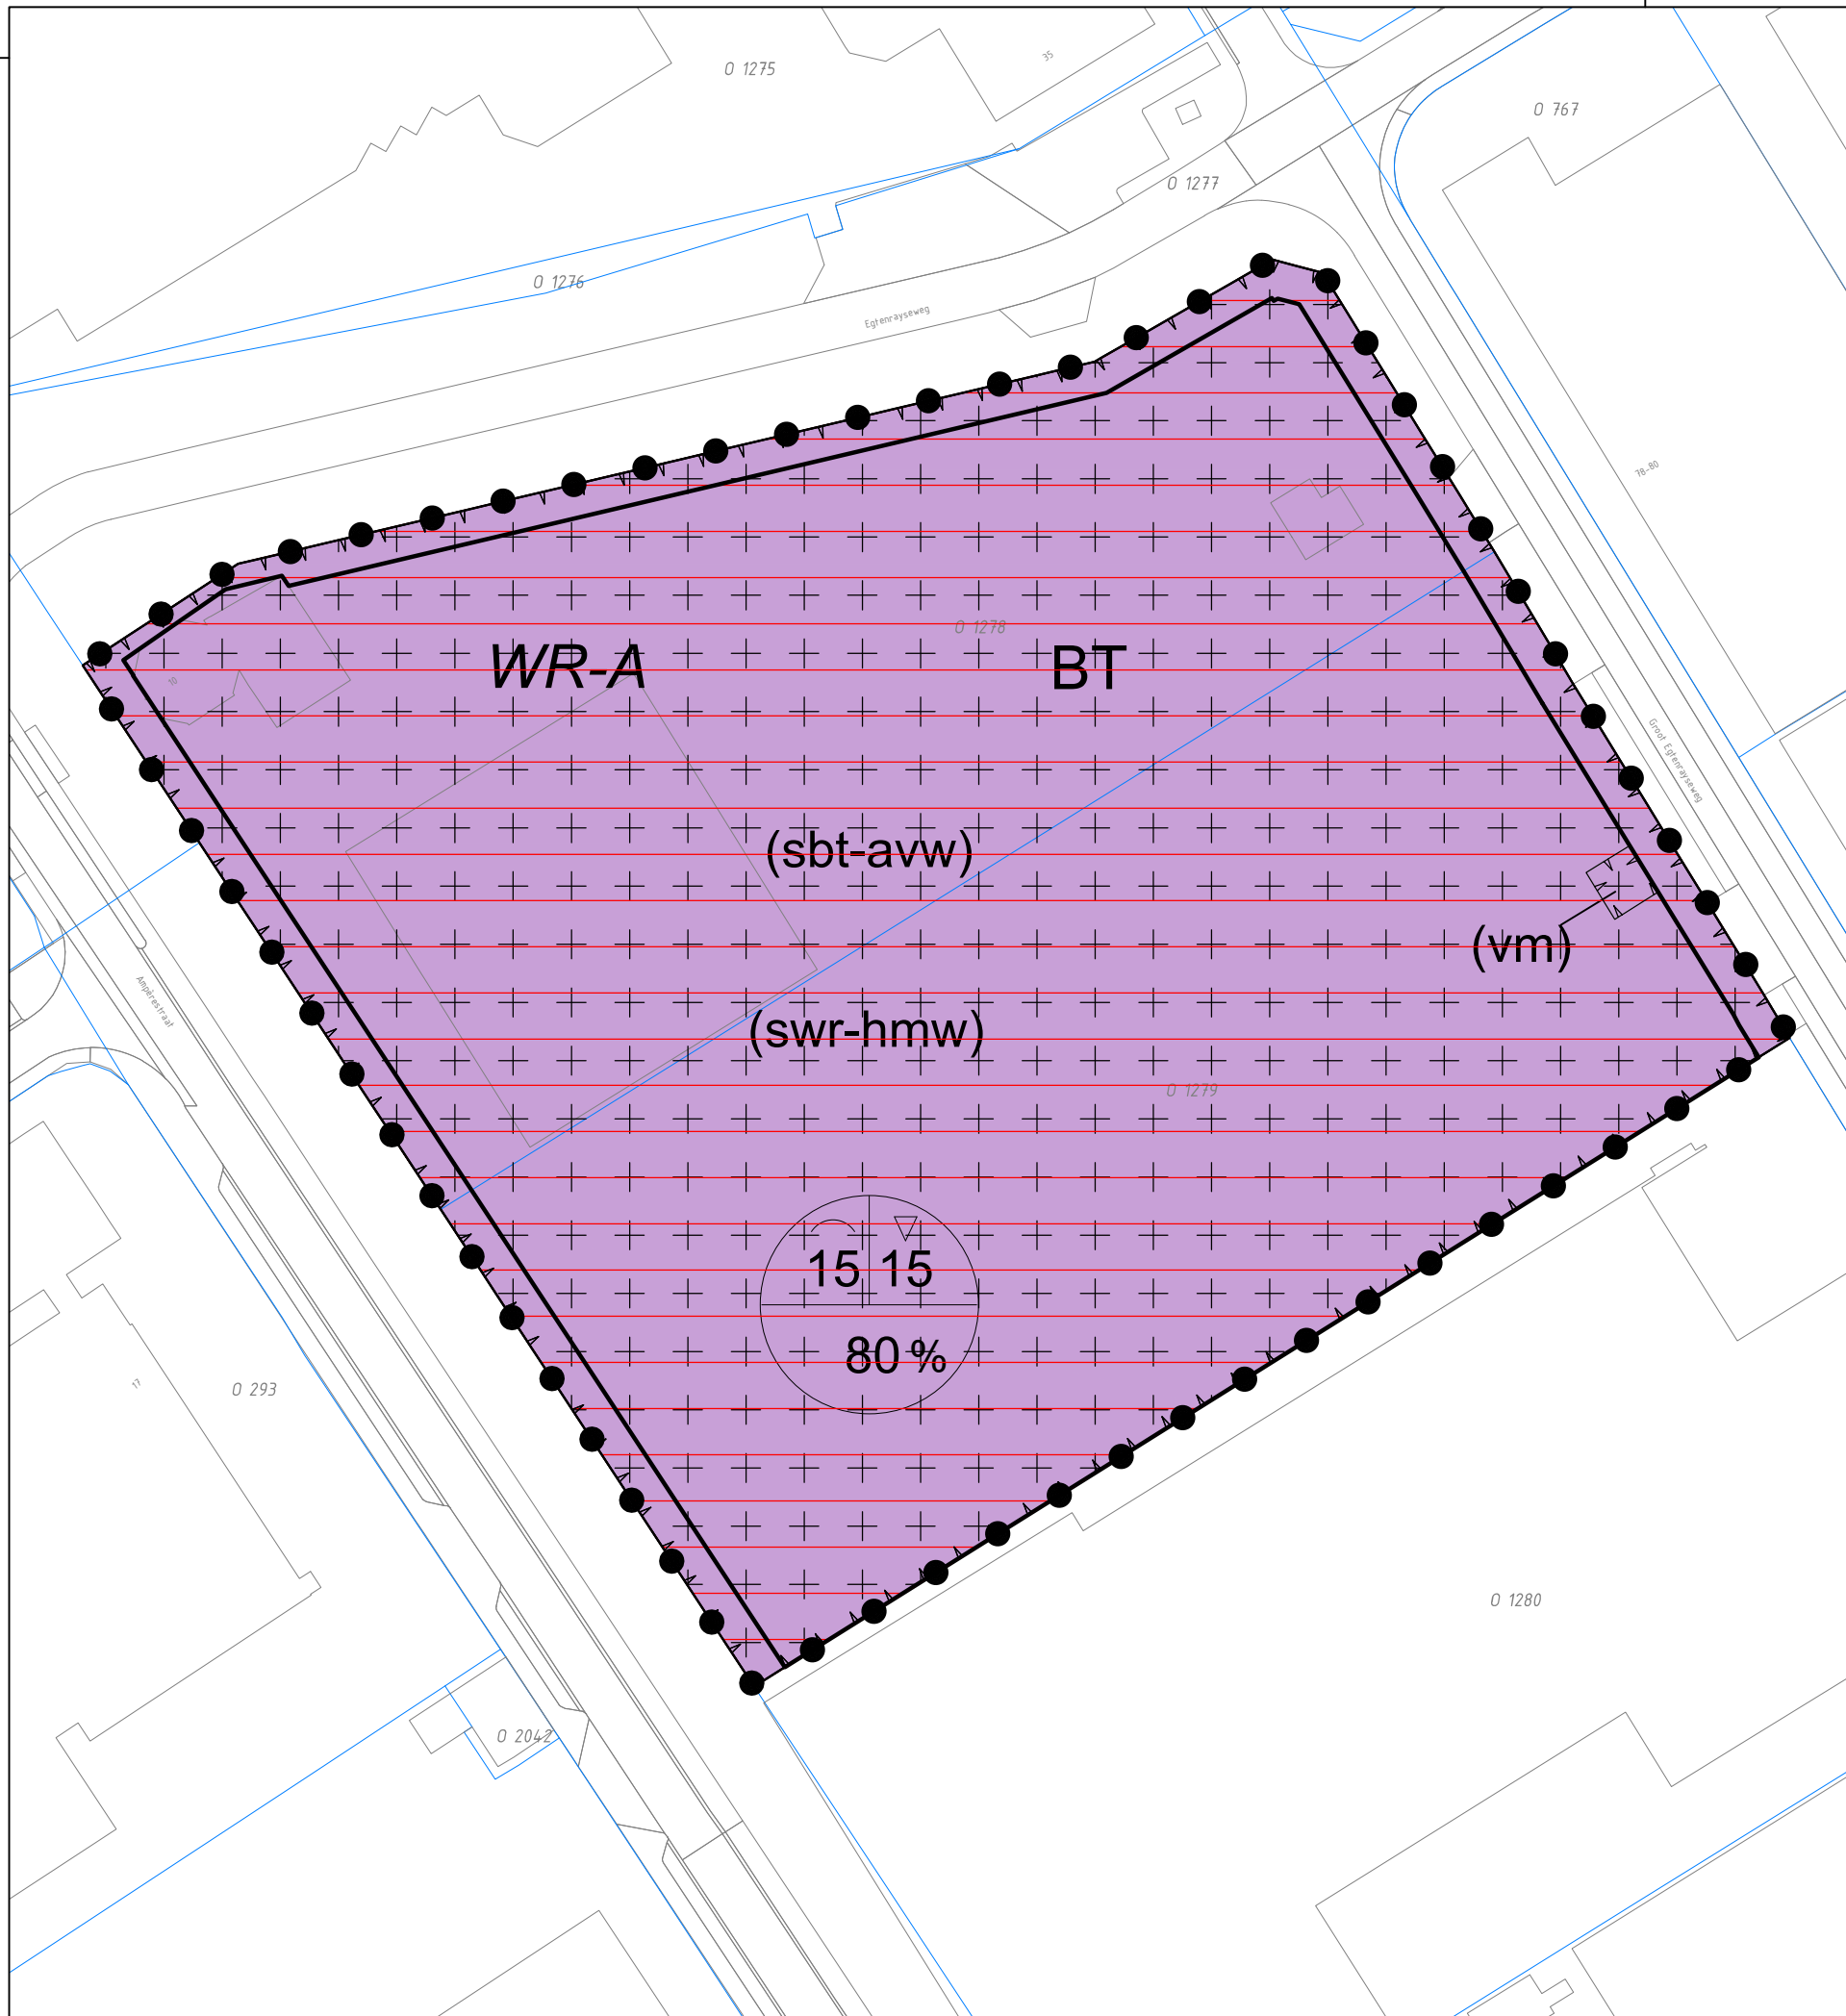 O 1275
35
O 767
O 1277
O 1276
Egtenrayseweg
78-80
O 1278
WR-A
BT
10
Groot Egtenrayseweg
(sbt-avw)
(vm)
Ampèrestraat
(swr-hmw)
O 1279
15 15
80 %
17
O 293
O 1280
O 2042